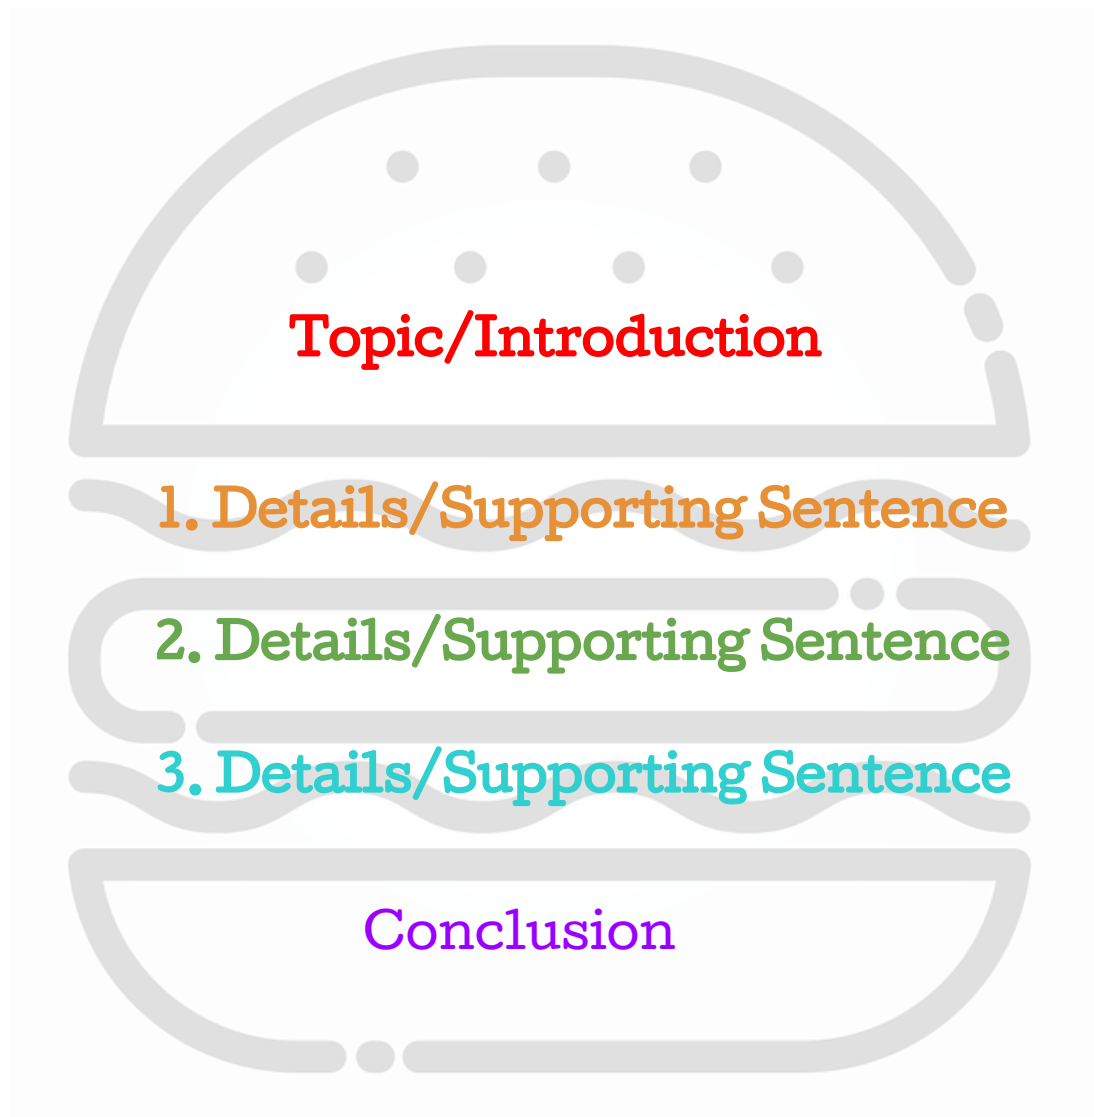 Topic/Introduction
1. Details/Supporting Sentence
2. Details/Supporting Sentence
3. Details/Supporting Sentence
Conclusion